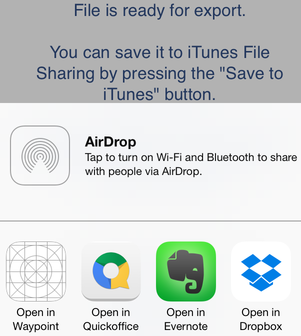 File is ready for export.
You can save it to iTunes File
Sharing by pressing the "Save to
iTunes" button.
AirDrop
Tap to turn on Wi-Fi and Bluetooth to share
with people via AirDrop.
Open in
Waypoint
Open in
Quickoffice
Open in
Evernote
Open in
Dropbox